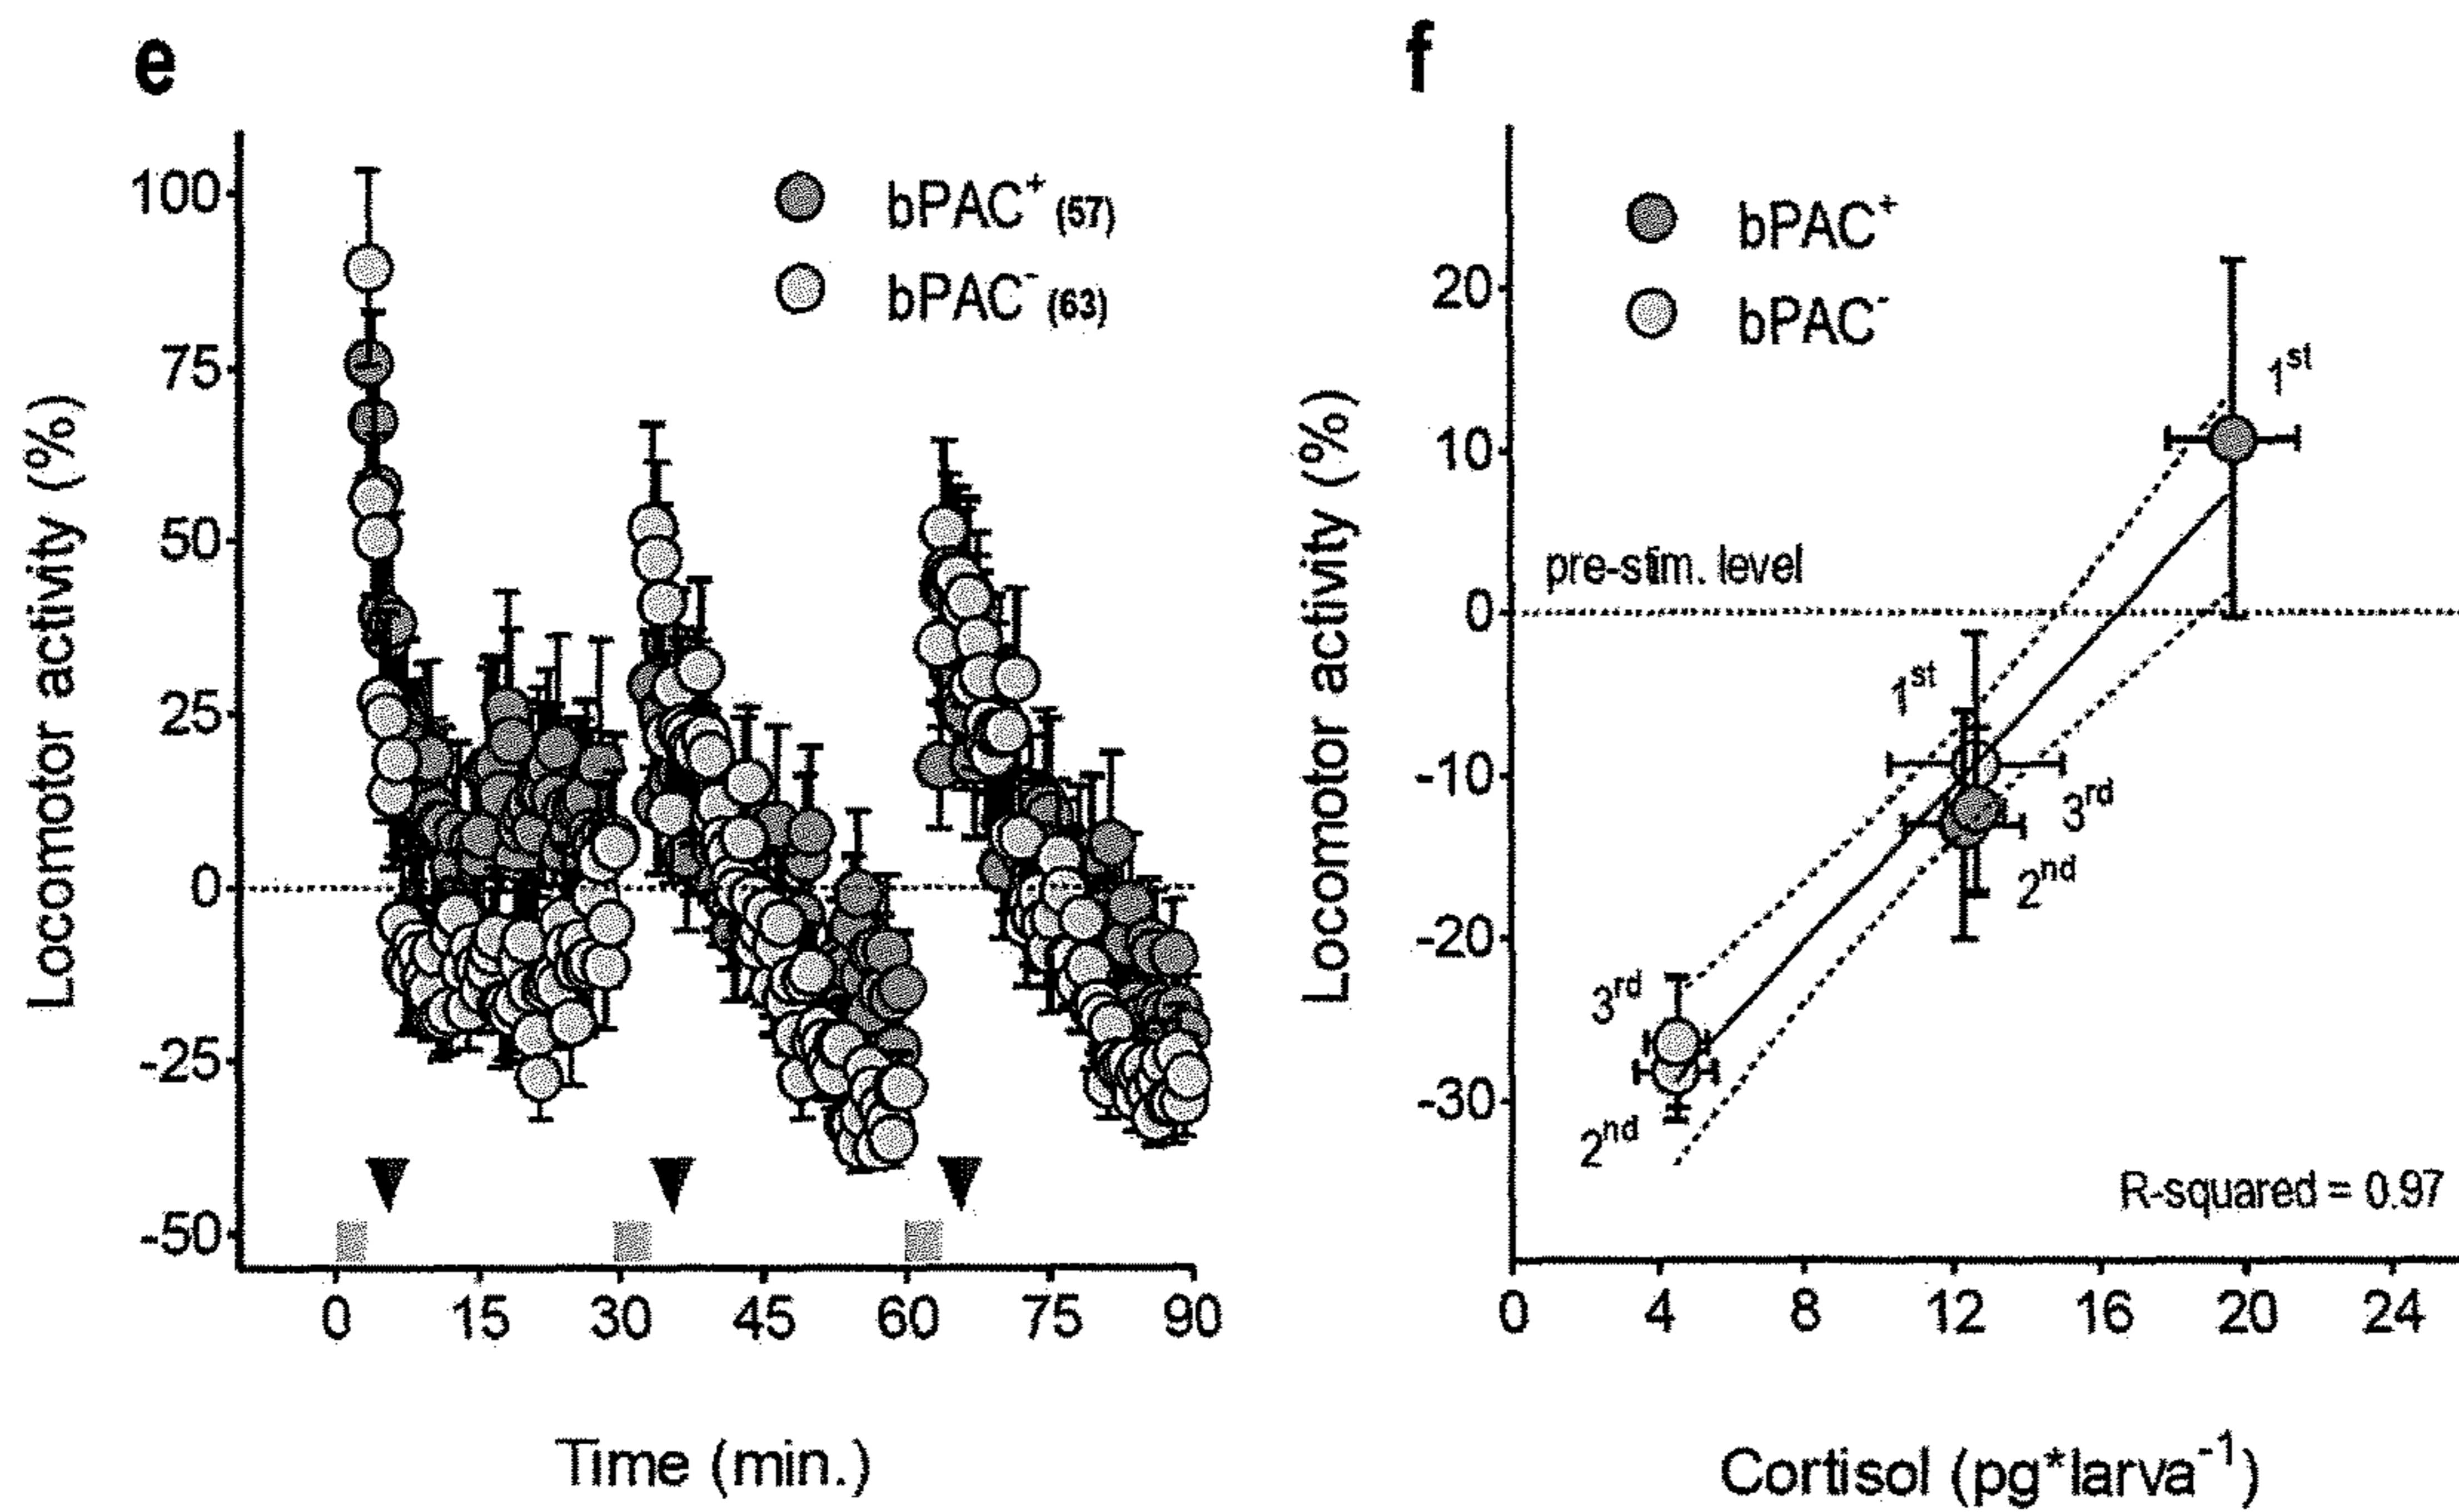 e
Locomotor activity (%)
100
75
50
25
0
-25
-50
bPAC+ (57)
bPAC- (63)
0 15 30 45 60 75 90
Time (min.)
f
Locomotor activity (%)
20
10
0
-10
-20
-30
bPAC+
bPAC-
pre-stim. level
1st
1st
3rd
2nd
3rd
2nd
R-squared = 0.97
0 4 8 12 16 20 24
Cortisol (pg*larva-1)